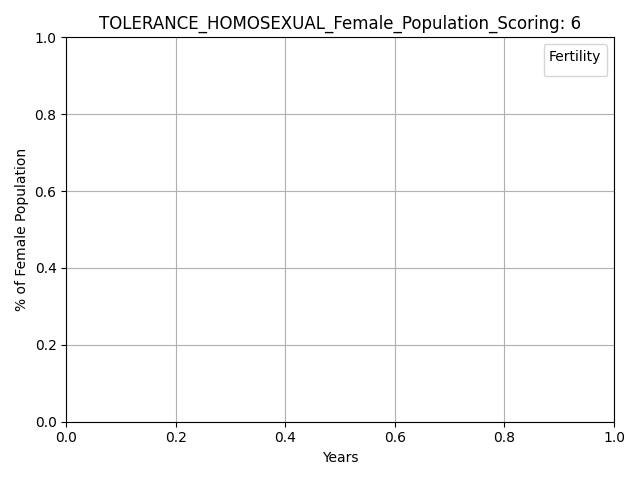 TOLERANCE_HOMOSEXUAL_Female_Population_Scoring: 6
Fertility
% of Female Population
1.0
0.8
0.6
0.4
0.2
0.0
0.0 0.2 0.4 0.6 0.8 1.0
Years